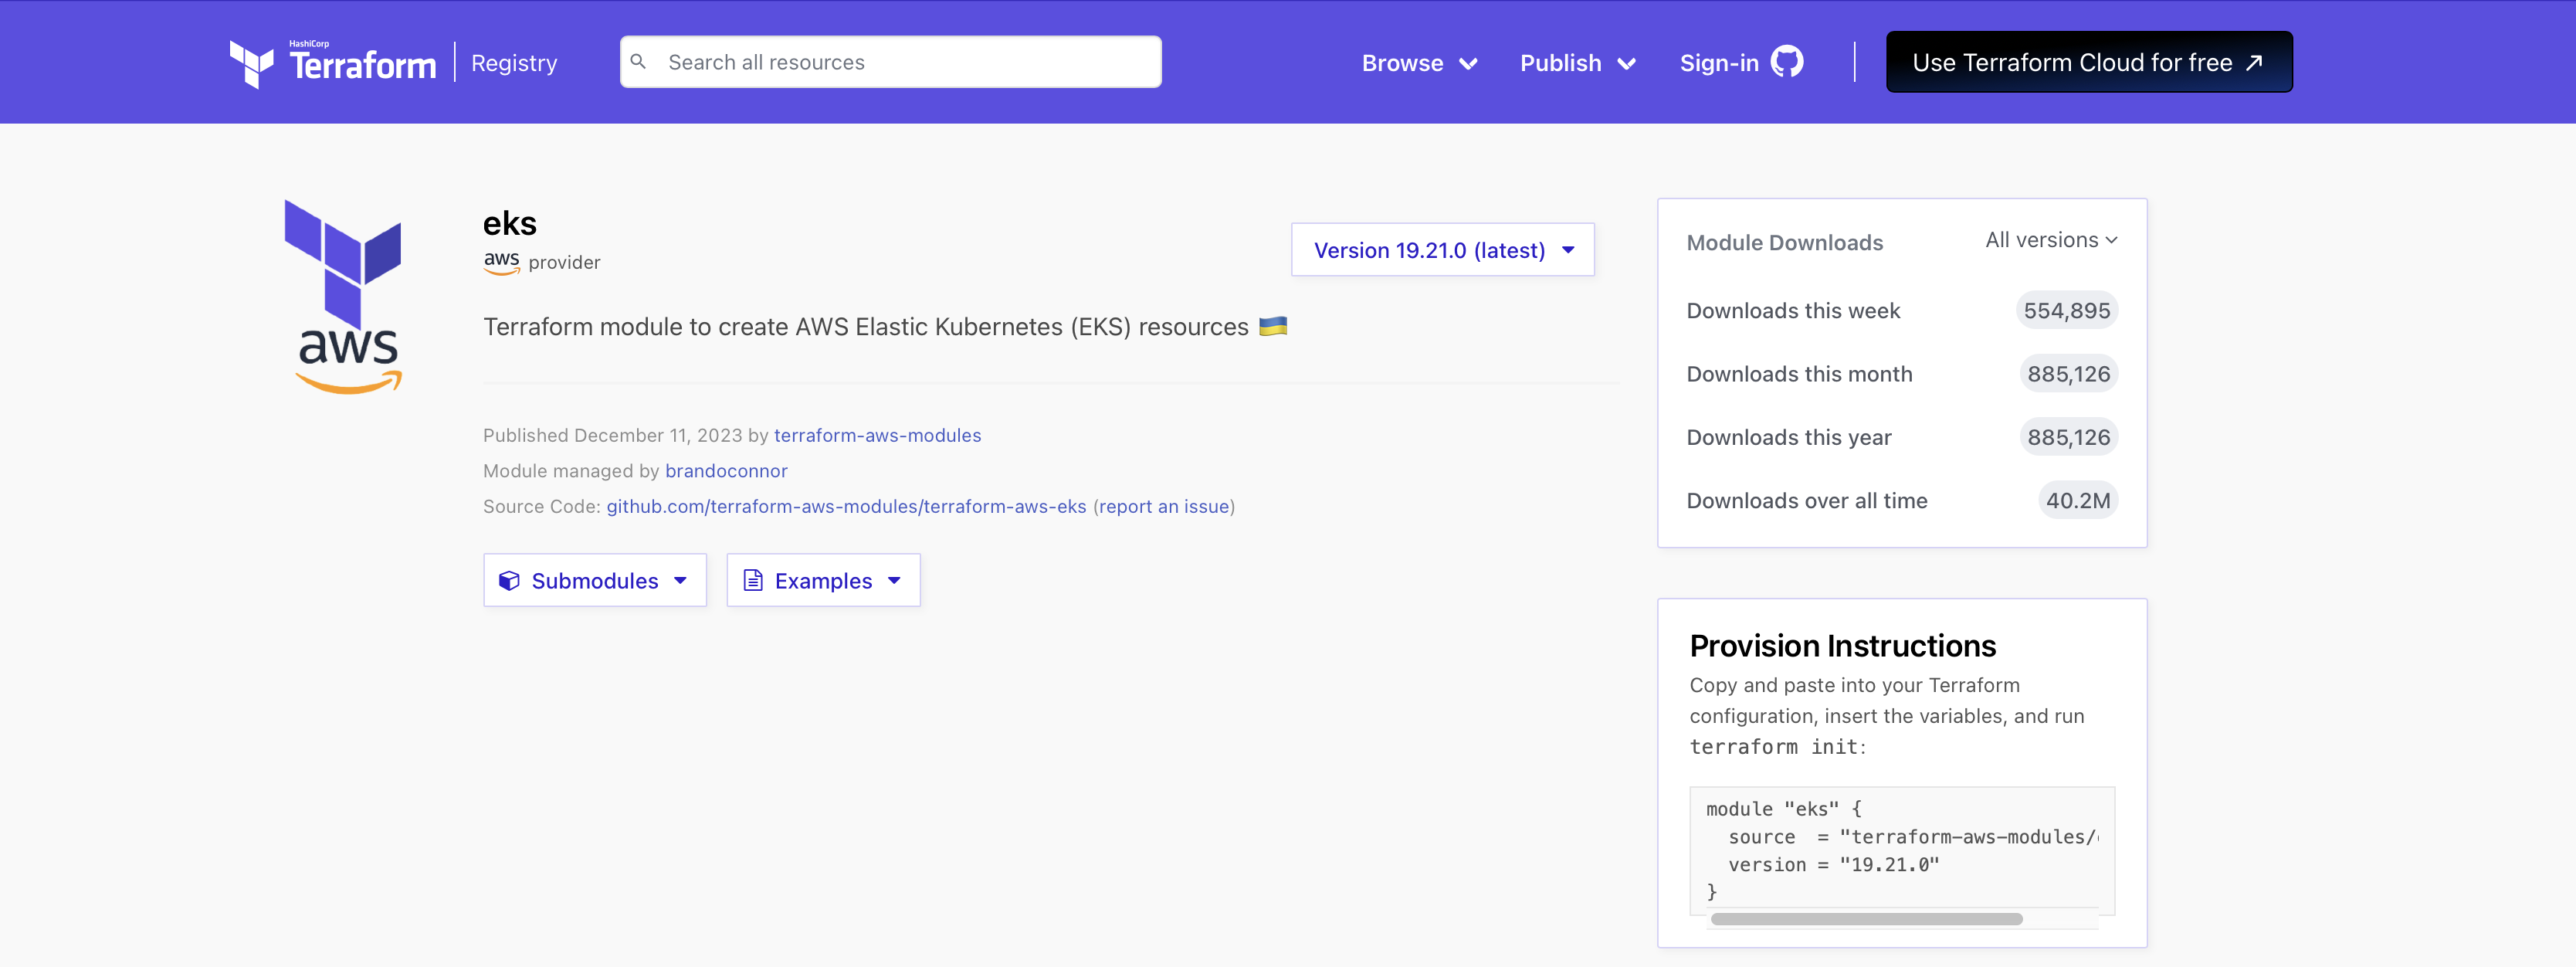 HashiCorp
Terraform
Registry
Search all resources
Browse
Publish
Sign-in
Use Terraform Cloud for free
aws
eks
aws provider
Version 19.21.0 (latest)
Terraform module to create AWS Elastic Kubernetes (EKS) resources 🇺🇦
Published December 11, 2023 by terraform-aws-modules
Module managed by brandoconnor
Source Code: github.com/terraform-aws-modules/terraform-aws-eks (report an issue)
Submodules
Examples
Module Downloads
All versions
Downloads this week 554,895
Downloads this month 885,126
Downloads this year 885,126
Downloads over all time 40.2M
Provision Instructions
Copy and paste into your Terraform
configuration, insert the variables, and run
terraform init:
module "eks" {
  source  = "terraform-aws-modules/
  version = "19.21.0"
}